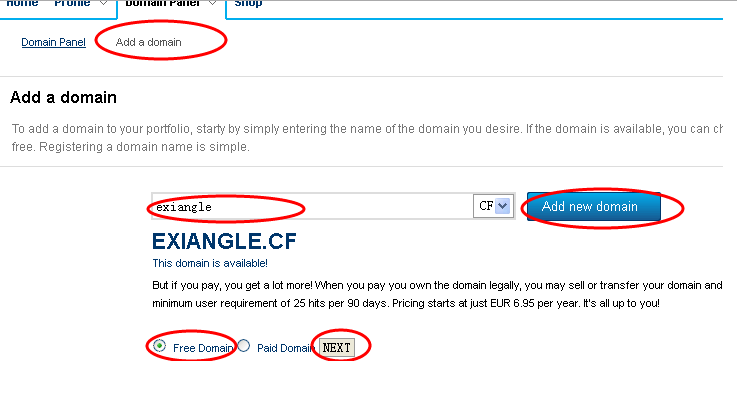 Home Profile Domain Panel Shop
Domain Panel Add a domain
Add a domain
To add a domain to your portfolio, starty by simply entering the name of the domain you desire. If the domain is available, you can
free. Registering a domain name is simple.
exiangle CF Add new domain
EXIANGLE.CF
This domain is available!
But if you pay, you get a lot more! When you pay you own the domain legally, you may sell or transfer your domain and
minimum user requirement of 25 hits per 90 days. Pricing starts at just EUR 6.95 per year. It's all up to you!
Free Domain Paid Domain NEXT